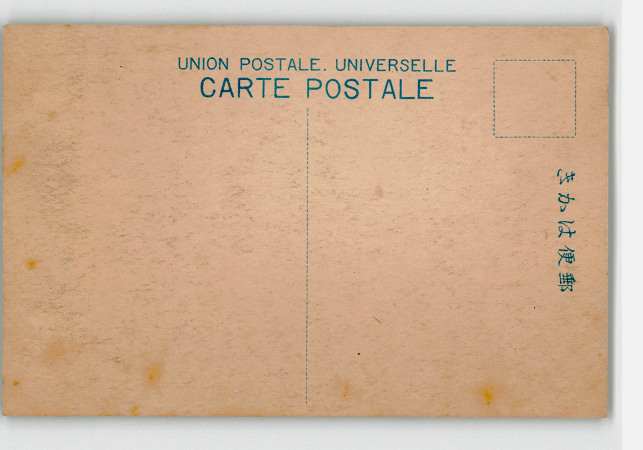 UNION POSTALE. UNIVERSELLE
CARTE POSTALE
きかは便郵